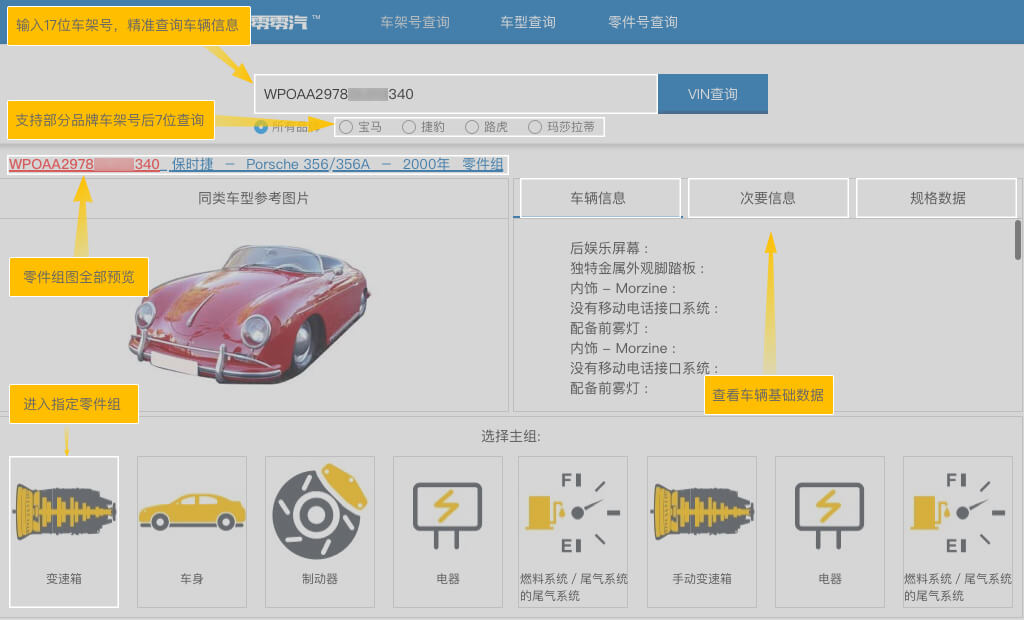 输入17位车架号，精准查询车辆信息
零零汽™
车架号查询
车型查询
零件号查询
WPOAA2978 340
VIN查询
支持部分品牌车架号后7位查询
所有品牌
宝马
捷豹
路虎
玛莎拉蒂
WPOAA2978 340 保时捷 – Porsche 356/356A – 2000年 零件组
同类车型参考图片
车辆信息
次要信息
规格数据
零件组图全部预览
后娱乐屏幕：
独特金属外观脚踏板：
内饰 – Morzine：
没有移动电话接口系统：
配备前雾灯：
内饰 – Morzine：
没有移动电话接口系统：
配备前雾灯：
查看车辆基础数据
进入指定零件组
选择主组:
变速箱
车身
制动器
电器
F
E
燃料系统 / 尾气系统
的尾气系统
手动变速箱
电器
F
E
燃料系统 / 尾气系统
的尾气系统